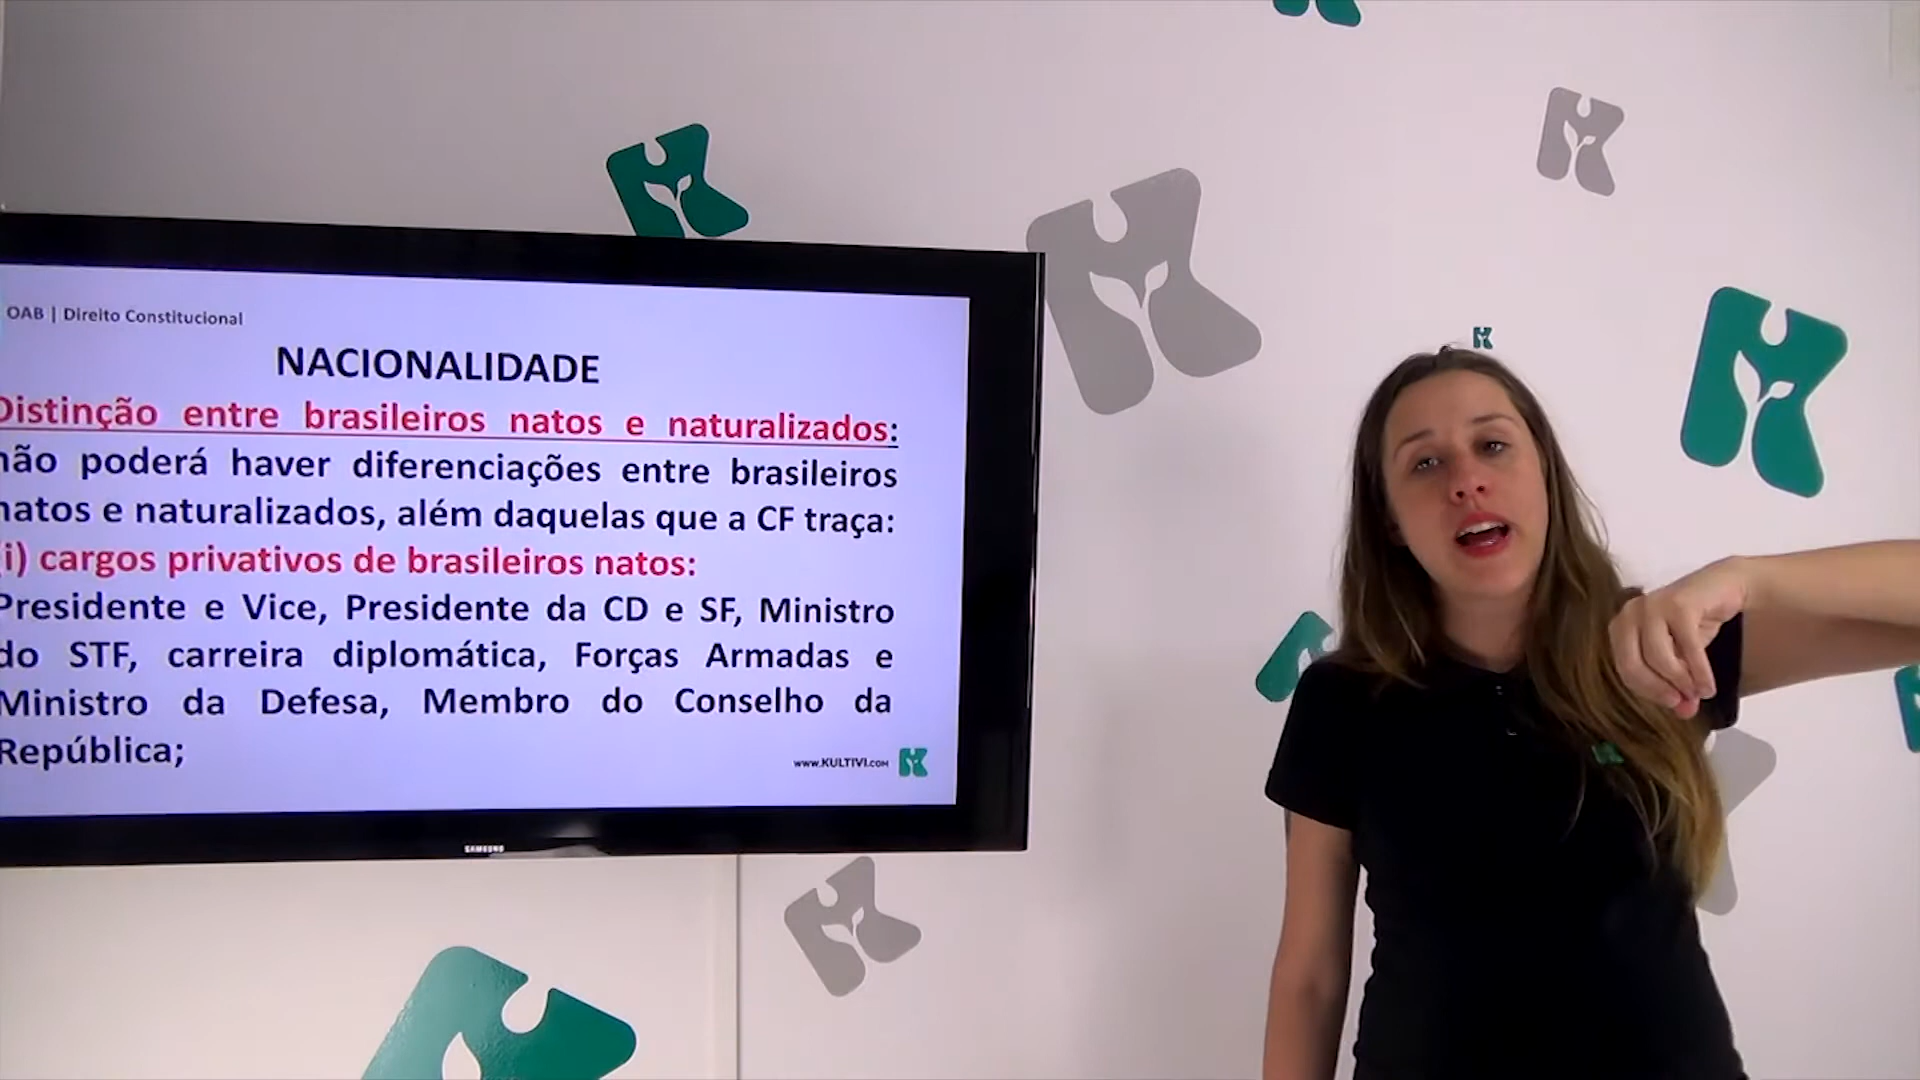 OAB | Direito Constitucional
NACIONALIDADE
Distinção entre brasileiros natos e naturalizados:
não poderá haver diferenciações entre brasileiros
natos e naturalizados, além daquelas que a CF traça:
(i) cargos privativos de brasileiros natos:
Presidente e Vice, Presidente da CD e SF, Ministro
do STF, carreira diplomática, Forças Armadas e
Ministro da Defesa, Membro do Conselho da
República;
www.KULTIVI.COM
SAMSUNG